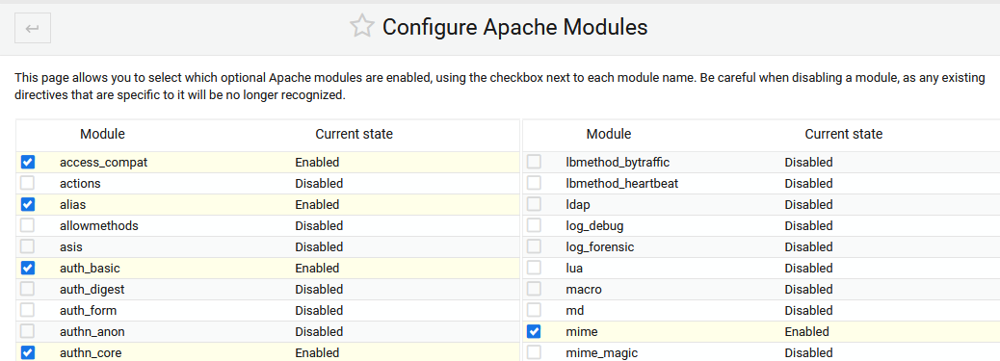 Configure Apache Modules
This page allows you to select which optional Apache modules are enabled, using the checkbox next to each module name. Be careful when disabling a module, as any existing
directives that are specific to it will be no longer recognized.
Module Current state Module Current state
access_compat Enabled lbmethod_bytraffic Disabled
actions Disabled lbmethod_heartbeat Disabled
alias Enabled ldap Disabled
allowmethods Disabled log_debug Disabled
asis Disabled log_forensic Disabled
auth_basic Enabled lua Disabled
auth_digest Disabled macro Disabled
auth_form Disabled md Disabled
authn_anon Disabled mime Enabled
authn_core Enabled mime_magic Disabled